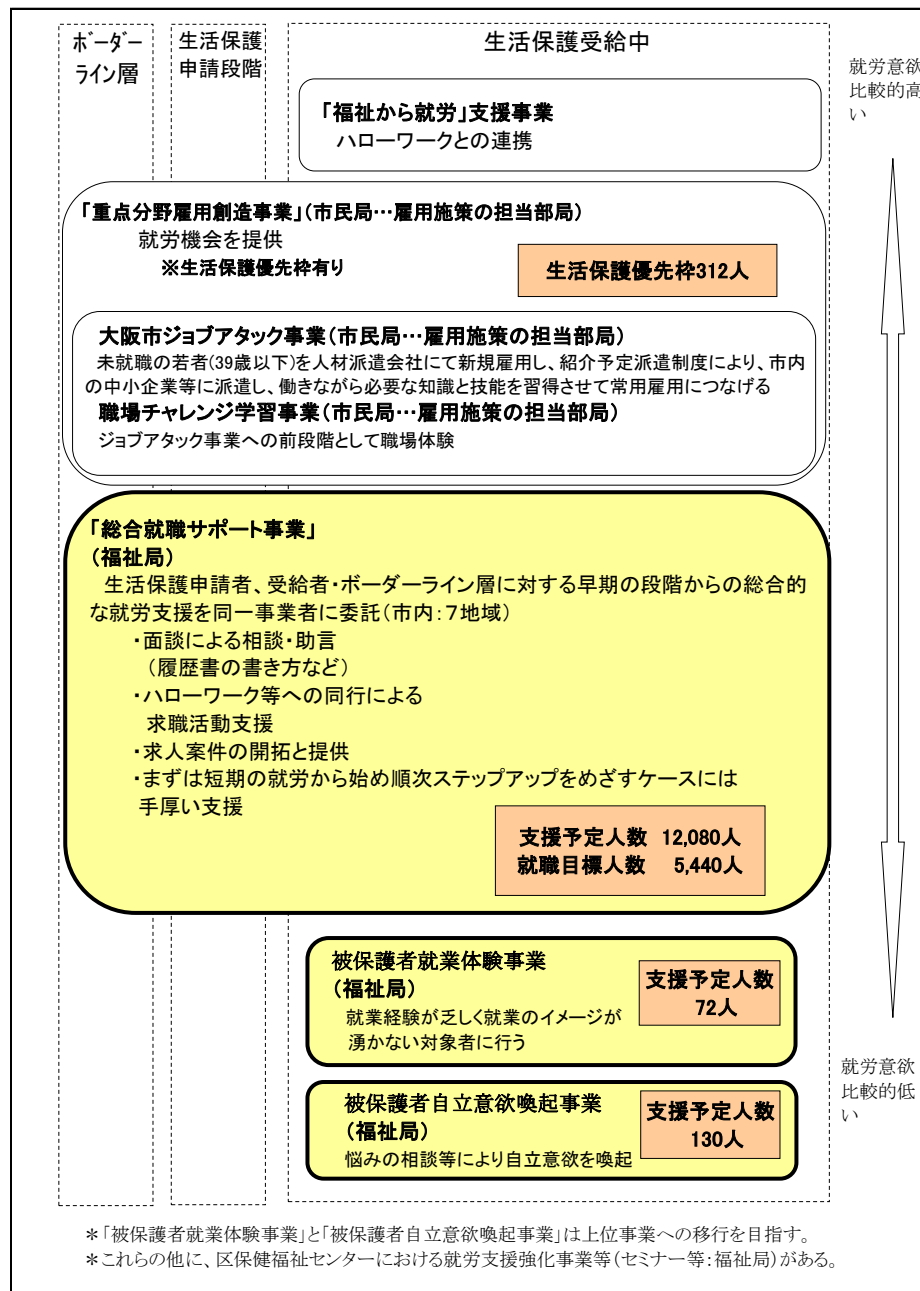 ボーダー
ライン層
生活保護
申請段階
生活保護受給中
就労意欲
比較的高
い
「福祉から就労」支援事業
ハローワークとの連携
「重点分野雇用創造事業」(市民局…雇用施策の担当部局)
就労機会を提供
※生活保護優先枠有り
生活保護優先枠312人
大阪市ジョブアタック事業(市民局…雇用施策の担当部局)
未就職の若者(39歳以下)を人材派遣会社にて新規雇用し、紹介予定派遣制度により、市内
の中小企業等に派遣し、働きながら必要な知識と技能を習得させて常用雇用につなげる
職場チャレンジ学習事業(市民局…雇用施策の担当部局)
ジョブアタック事業への前段階として職場体験
「総合就職サポート事業」
(福祉局)
生活保護申請者、受給者・ボーダーライン層に対する早期の段階からの総合的
な就労支援を同一事業者に委託(市内:7地域)
・面談による相談・助言
(履歴書の書き方など)
・ハローワーク等への同行による
求職活動支援
・求人案件の開拓と提供
・まずは短期の就労から始め順次ステップアップをめざすケースには
手厚い支援
支援予定人数 12,080人
就職目標人数 5,440人
被保護者就業体験事業
(福祉局)
就業経験が乏しく就業のイメージが
湧かない対象者に行う
支援予定人数
72人
就労意欲
比較的低
い
被保護者自立意欲喚起事業
(福祉局)
悩みの相談等により自立意欲を喚起
支援予定人数
130人
*「被保護者就業体験事業」と「被保護者自立意欲喚起事業」は上位事業への移行を目指す。
*これらの他に、区保健福祉センターにおける就労支援強化事業等(セミナー等:福祉局)がある。